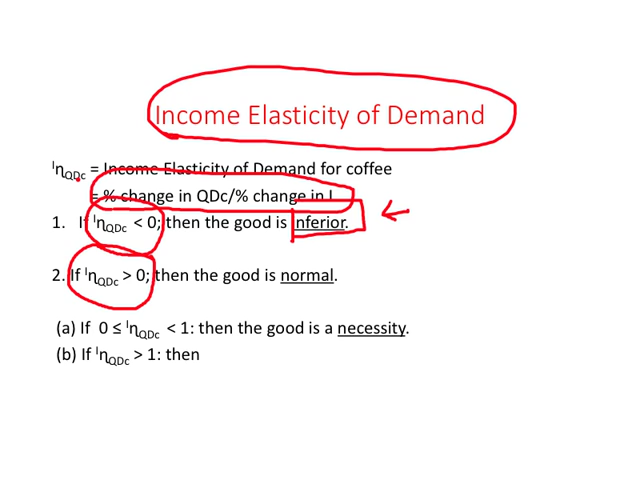 Income Elasticity of Demand
ᴵηQDc = Income Elasticity of Demand for coffee
= % change in QDc/% change in I
1. If ᴵηQDc < 0; then the good is inferior.
2. If ᴵηQDc > 0; then the good is normal.
(a) If 0 ≤ ᴵηQDc < 1: then the good is a necessity.
(b) If ᴵηQDc > 1: then